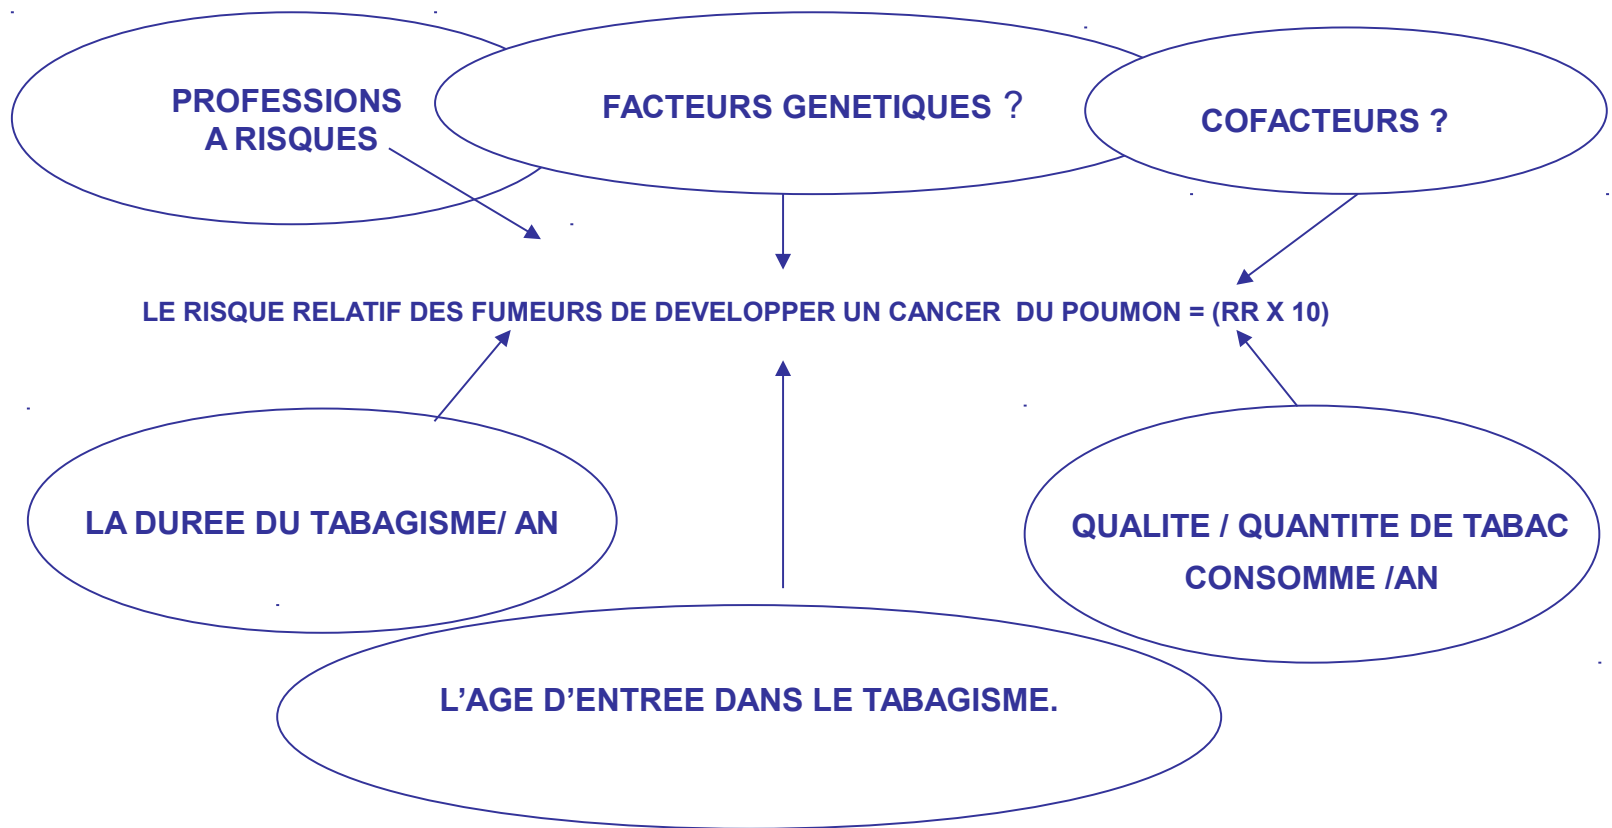 PROFESSIONS
A RISQUES
FACTEURS GENETIQUES ?
COFACTEURS ?
LE RISQUE RELATIF DES FUMEURS DE DEVELOPPER UN CANCER DU POUMON = (RR X 10)
LA DUREE DU TABAGISME/ AN
QUALITE / QUANTITE DE TABAC
CONSOMME /AN
L’AGE D’ENTREE DANS LE TABAGISME.